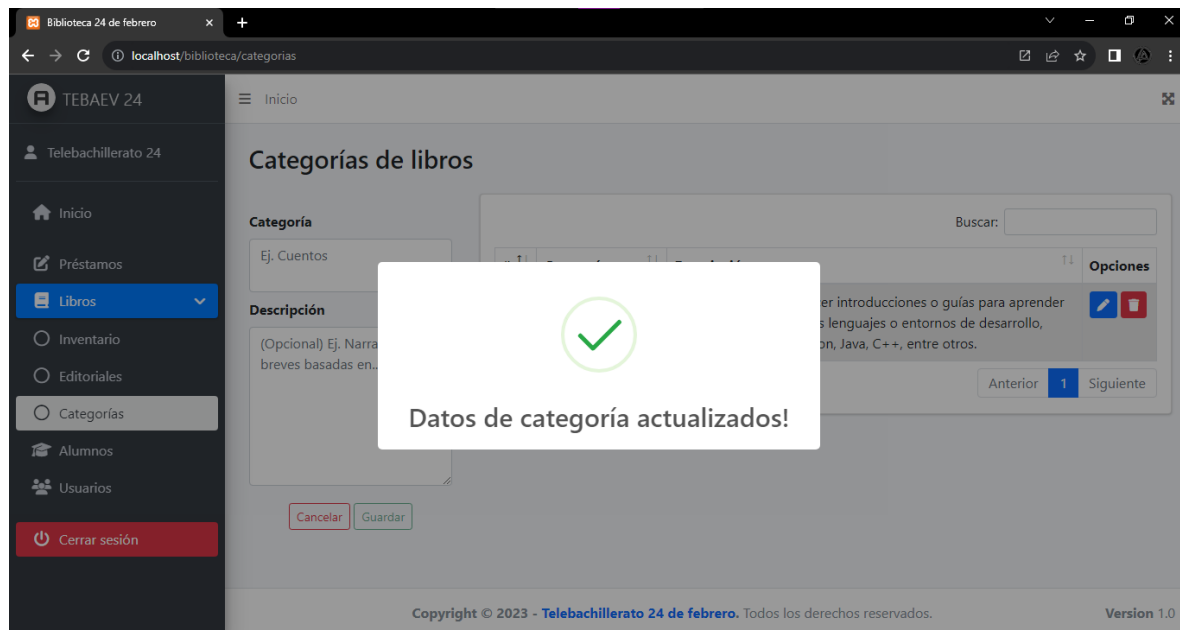 Biblioteca 24 de febrero
localhost/biblioteca/categorias
TEBAEV 24
Inicio
Telebachillerato 24
Inicio
Préstamos
Libros
Inventario
Editoriales
Categorías
Alumnos
Usuarios
Cerrar sesión
Categorías de libros
Categoría
Ej. Cuentos
Descripción
(Opcional) Ej. Narra
breves basadas en..
Cancelar
Guardar
Buscar:
Opciones
er introducciones o guías para aprender
s lenguajes o entornos de desarrollo,
on, Java, C++, entre otros.
Anterior 1 Siguiente
Datos de categoría actualizados!
Copyright © 2023 - Telebachillerato 24 de febrero. Todos los derechos reservados.
Version 1.0